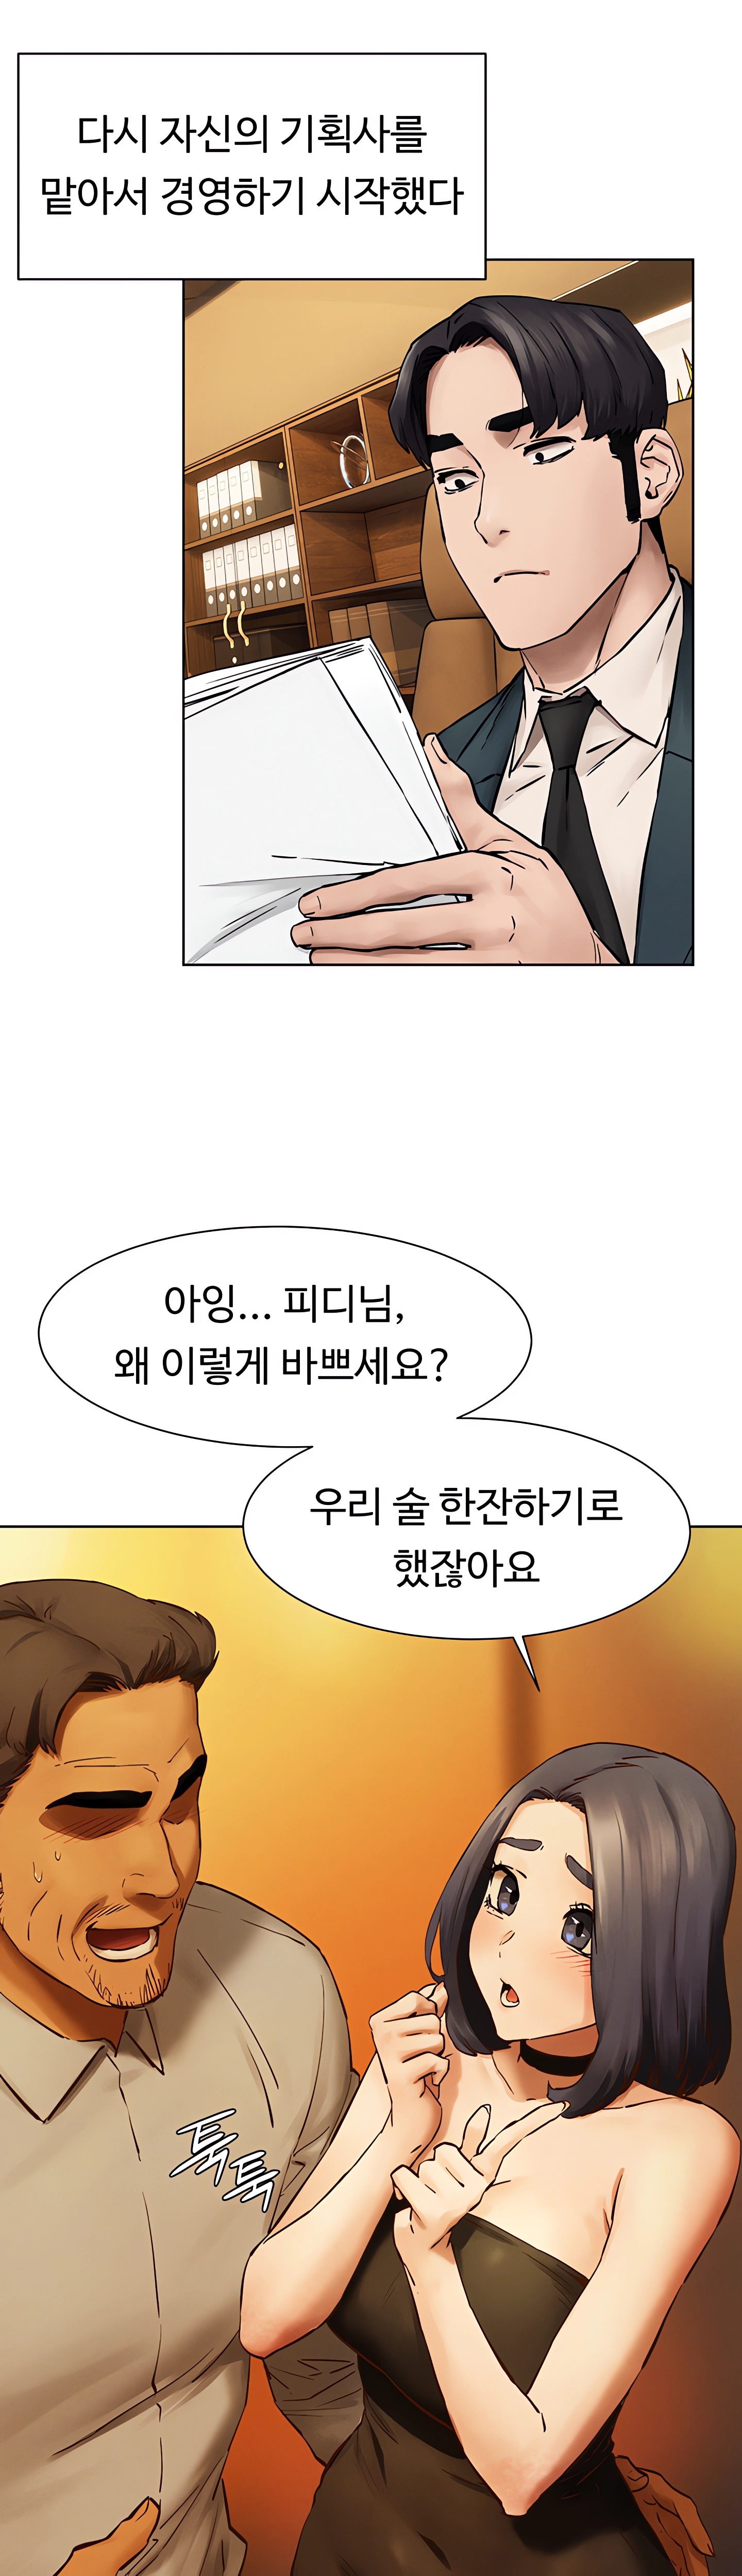 다시 자신의 기획사를
맡아서 경영하기 시작했다
아잉... 피디님,
왜 이렇게 바쁘세요?
우리 술 한잔하기로
했잖아요
툭
툭